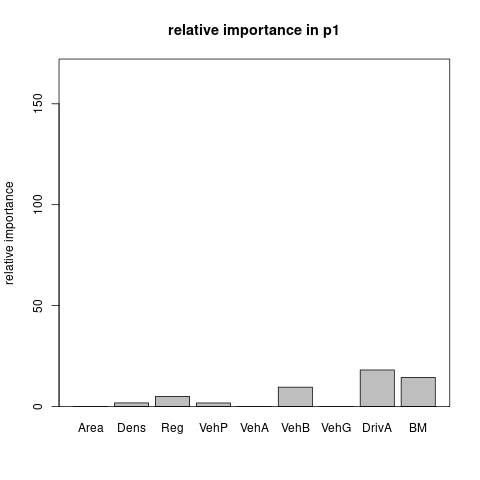 relative importance in p1
relative importance
150
100
50
0
Area Dens Reg VehP VehA VehB VehG DrivA BM